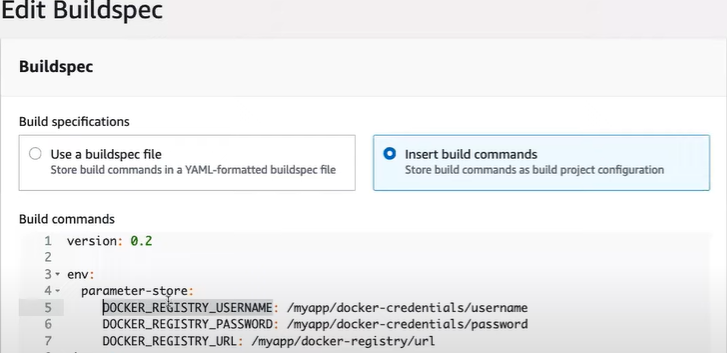 Edit Buildspec
Buildspec
Build specifications
Use a buildspec file
Store build commands in a YAML-formatted buildspec file
Insert build commands
Store build commands as build project configuration
Build commands
1 version: 0.2
2
3 env:
4 parameter-store:
5 DOCKER_REGISTRY_USERNAME: /myapp/docker-credentials/username
6 DOCKER_REGISTRY_PASSWORD: /myapp/docker-credentials/password
7 DOCKER_REGISTRY_URL: /myapp/docker-registry/url